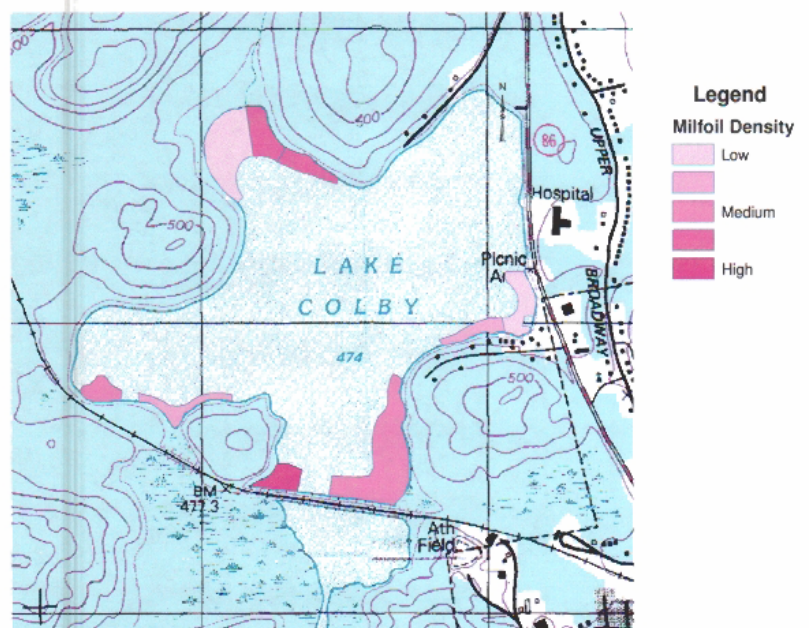 500
400
N
86
UPPER
Hospital
500
LAKE
COLBY
Picnic
BROADWAY
474
500
BM
477.3
Ath
Field
Legend
Milfoil Density
Low
Medium
High